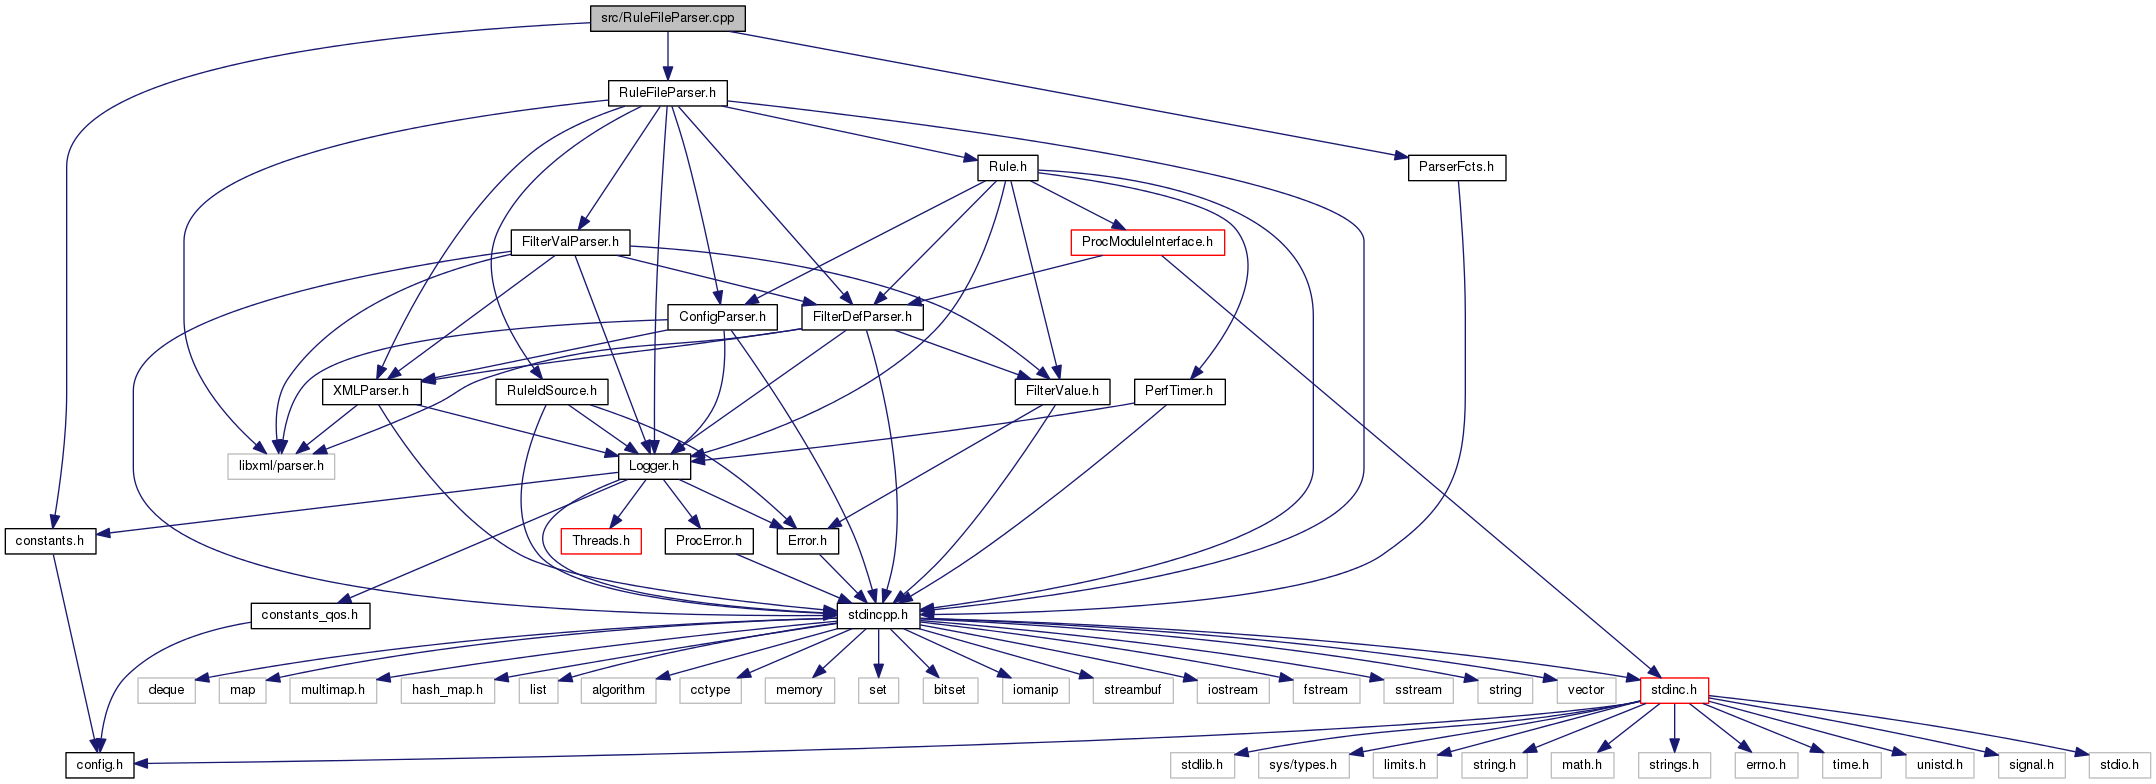 src/RuleFileParser.cpp
RuleFileParser.h
Rule.h
ParserFcts.h
FilterValParser.h
ProcModuleInterface.h
ConfigParser.h
FilterDefParser.h
XMLParser.h
RuleIdSource.h
FilterValue.h
PerfTimer.h
libxml/parser.h
Logger.h
constants.h
Threads.h
ProcError.h
Error.h
constants_qos.h
stdincpp.h
deque
map
multimap.h
hash_map.h
list
algorithm
cctype
memory
set
bitset
iomanip
streambuf
iostream
fstream
sstream
string
vector
stdinc.h
config.h
stdlib.h
sys/types.h
limits.h
string.h
math.h
strings.h
errno.h
time.h
unistd.h
signal.h
stdio.h